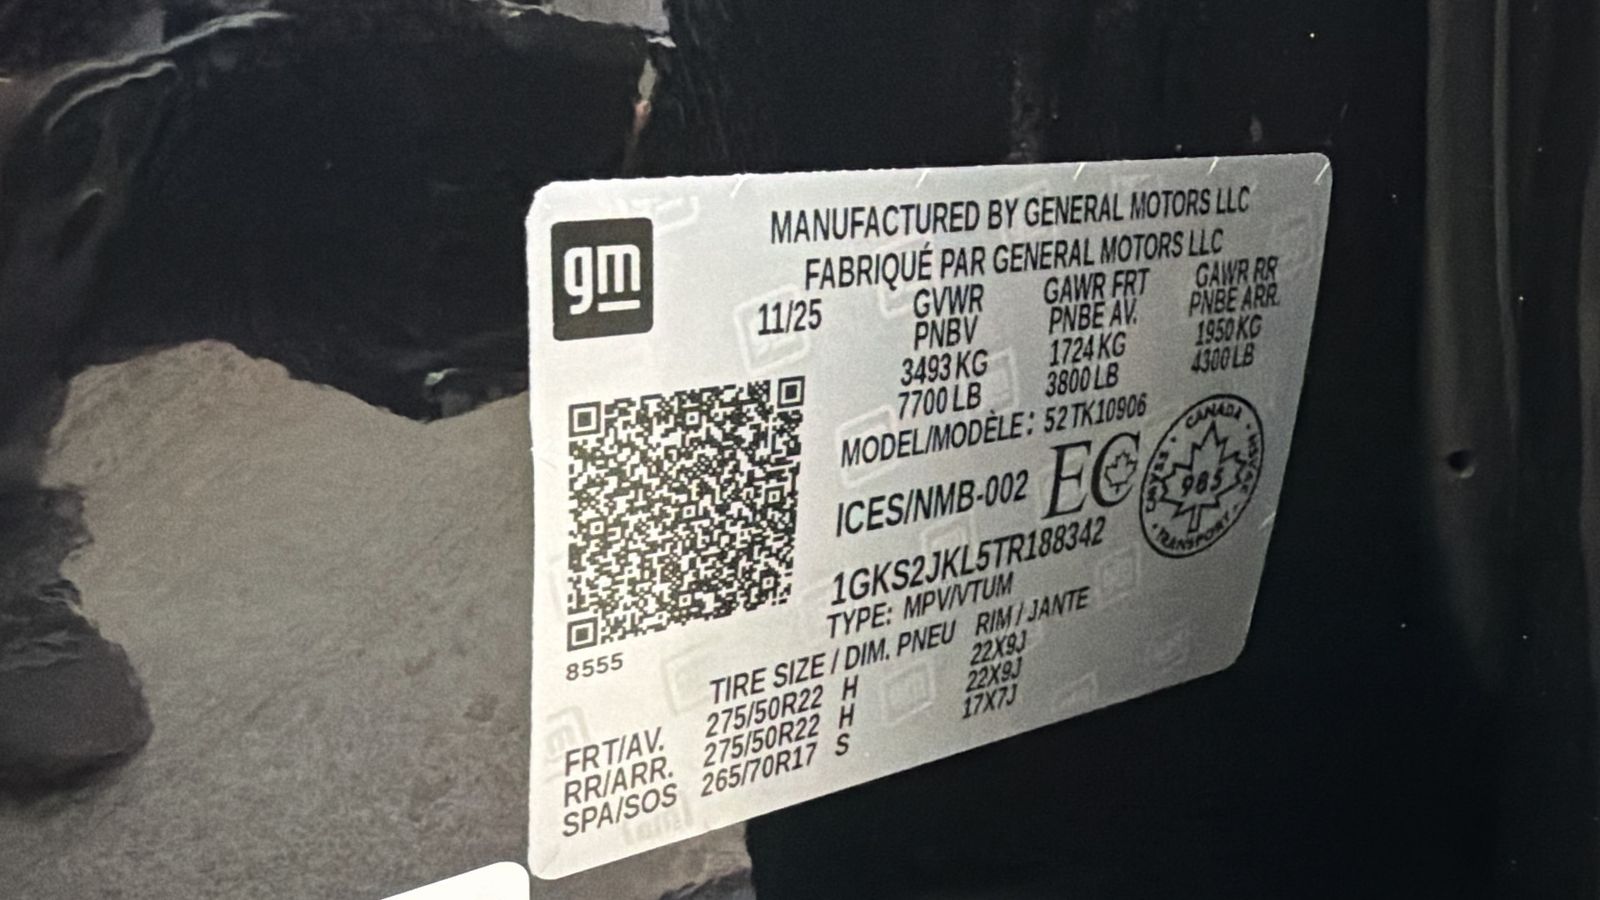 gm
MANUFACTURED BY GENERAL MOTORS LLC
FABRIQUÉ PAR GENERAL MOTORS LLC
11/25 GVWR GAWR FRT GAWR RR
PNBV PNBE AV. PNBE ARR.
3493 KG 1724 KG 1950 KG
7700 LB 3800 LB 4300 LB
MODEL/MODÈLE: 52 TK10906
ICES/NMB-002 EC
CANADA
985
TRANSPORT
1GKS2JKL5TR188342
TYPE: MPV/VTUM
8555
TIRE SIZE / DIM. PNEU RIM / JANTE
FRT/AV. 275/50R22 H 22X9J
RR/ARR. 275/50R22 H 22X9J
SPA/SOS 265/70R17 S 17X7J